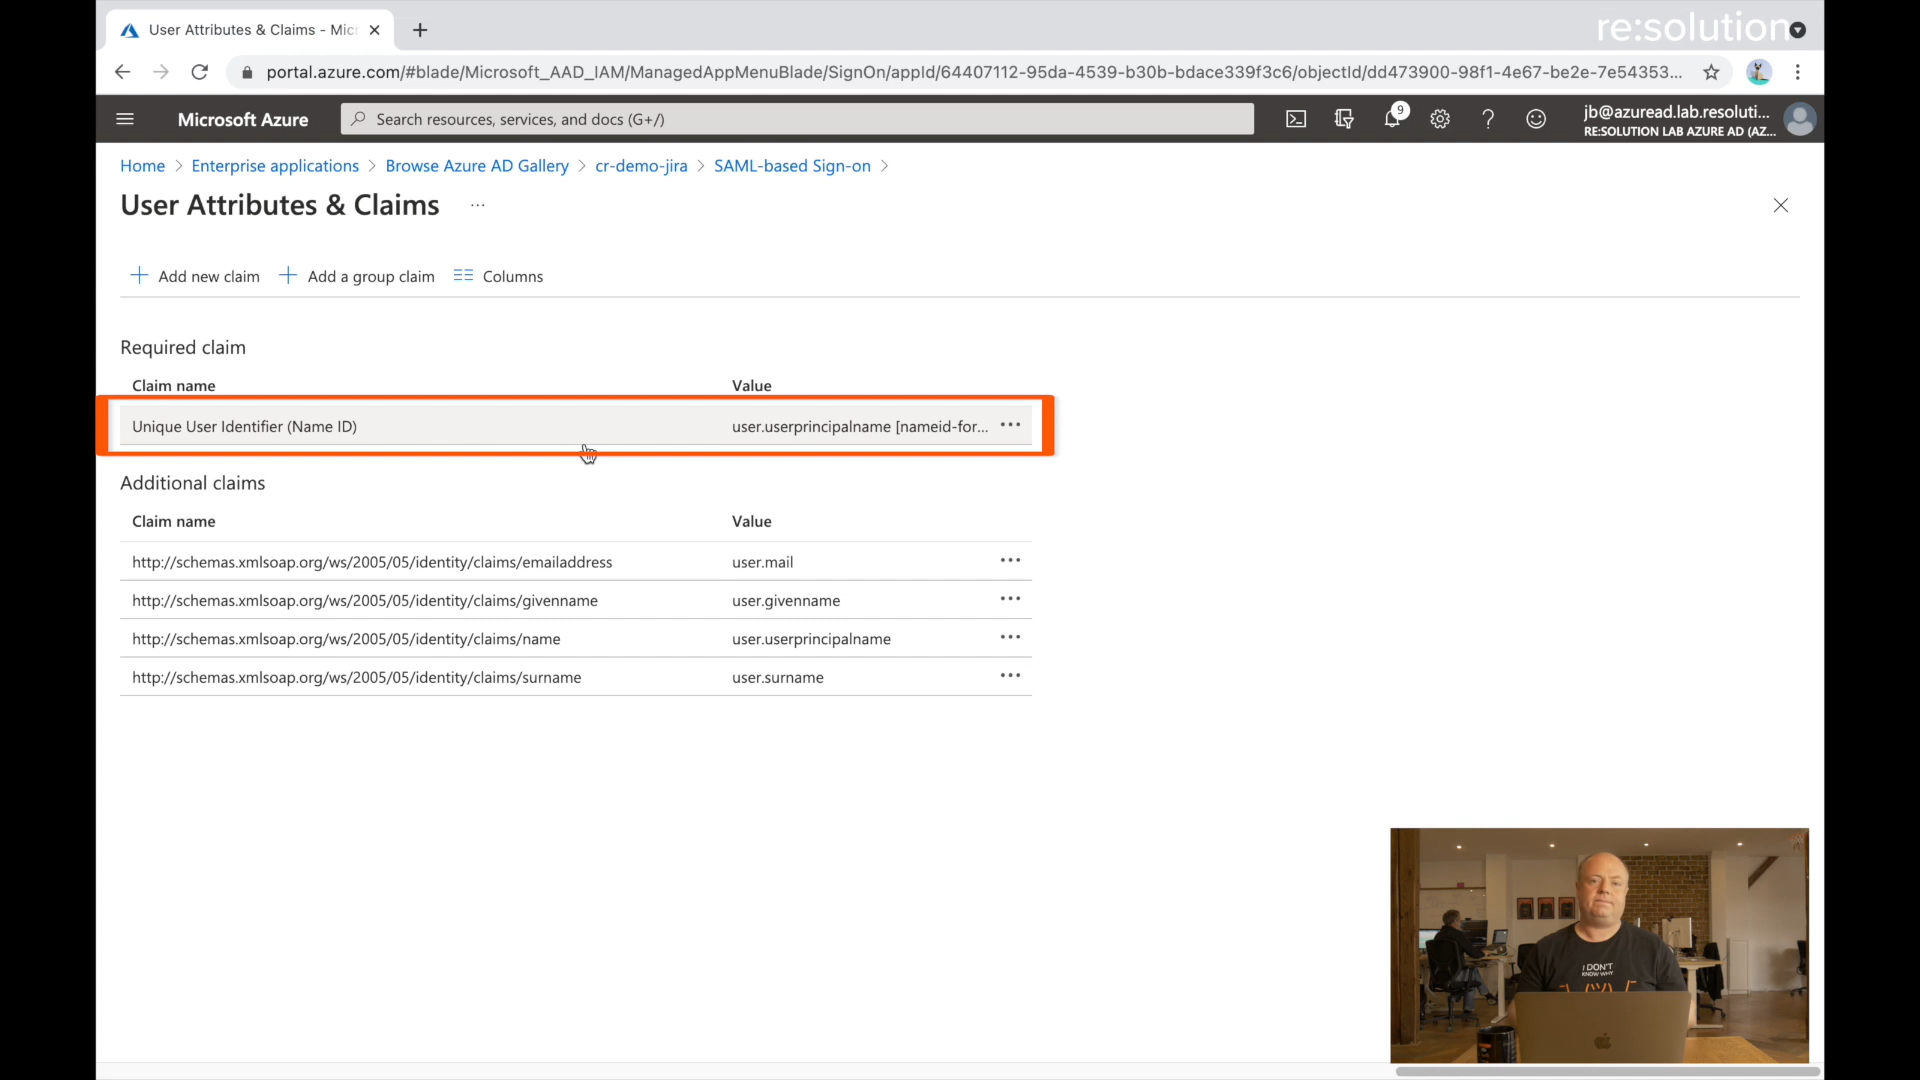 User Attributes & Claims - Micr
re:solution
portal.azure.com/#blade/Microsoft_AAD_IAM/ManagedAppMenuBlade/SignOn/appId/64407112-95da-4539-b30b-bdace339f3c6/objectId/dd473900-98f1-4e67-be2e-7e54353...
Microsoft Azure
Search resources, services, and docs (G+/)
9
jb@azuread.lab.resoluti...
RE:SOLUTION LAB AZURE AD (AZ...
Home > Enterprise applications > Browse Azure AD Gallery > cr-demo-jira > SAML-based Sign-on >
User Attributes & Claims ...
Add new claim Add a group claim Columns
Required claim
Claim name Value
Unique User Identifier (Name ID) user.userprincipalname [nameid-for...
Additional claims
Claim name Value
http://schemas.xmlsoap.org/ws/2005/05/identity/claims/emailaddress user.mail
http://schemas.xmlsoap.org/ws/2005/05/identity/claims/givenname user.givenname
http://schemas.xmlsoap.org/ws/2005/05/identity/claims/name user.userprincipalname
http://schemas.xmlsoap.org/ws/2005/05/identity/claims/surname user.surname
I DON'T
KNOW WHY